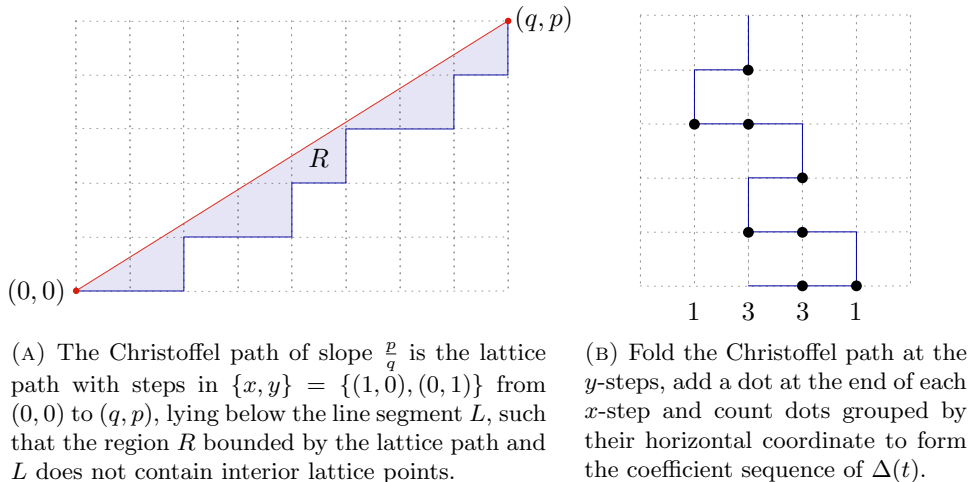 (q, p)
R
(0, 0)
1 3 3 1
(A) The Christoffel path of slope p/q is the lattice
path with steps in {x, y} = {(1, 0), (0, 1)} from
(0, 0) to (q, p), lying below the line segment L, such
that the region R bounded by the lattice path and
L does not contain interior lattice points.
(B) Fold the Christoffel path at the
y-steps, add a dot at the end of each
x-step and count dots grouped by
their horizontal coordinate to form
the coefficient sequence of Δ(t).